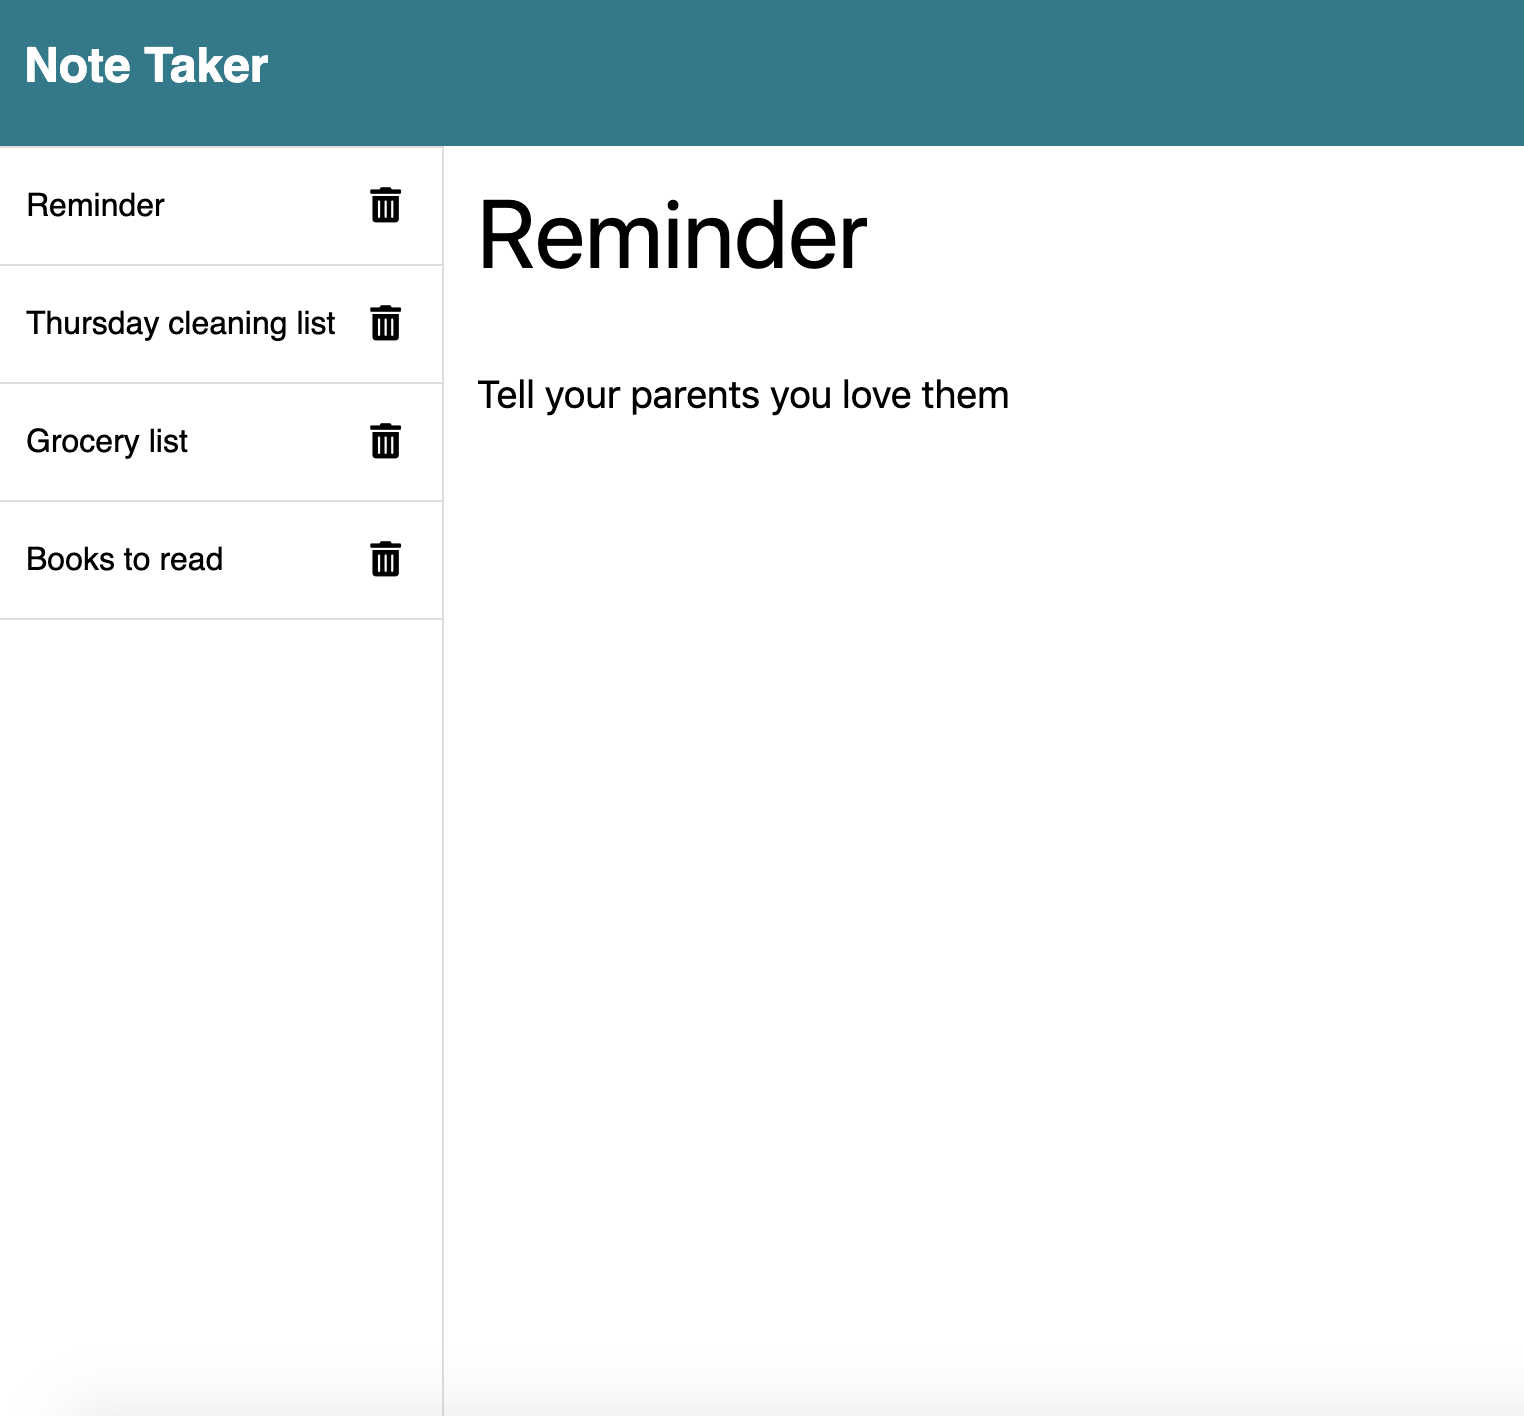 Note Taker
Reminder
Thursday cleaning list
Grocery list
Books to read
Reminder
Tell your parents you love them